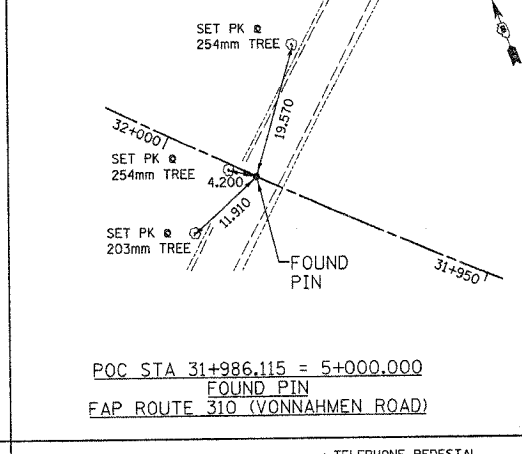 SET PK @
254mm TREE
19.570
32+000
SET PK @
254mm TREE
4.200
11.910
SET PK @
203mm TREE
FOUND
PIN
31+950
POC STA 31+986.115 = 5+000.000
FOUND PIN
FAP ROUTE 310 (VONNAHMEN ROAD)
TELEPHONE PEDESTAL